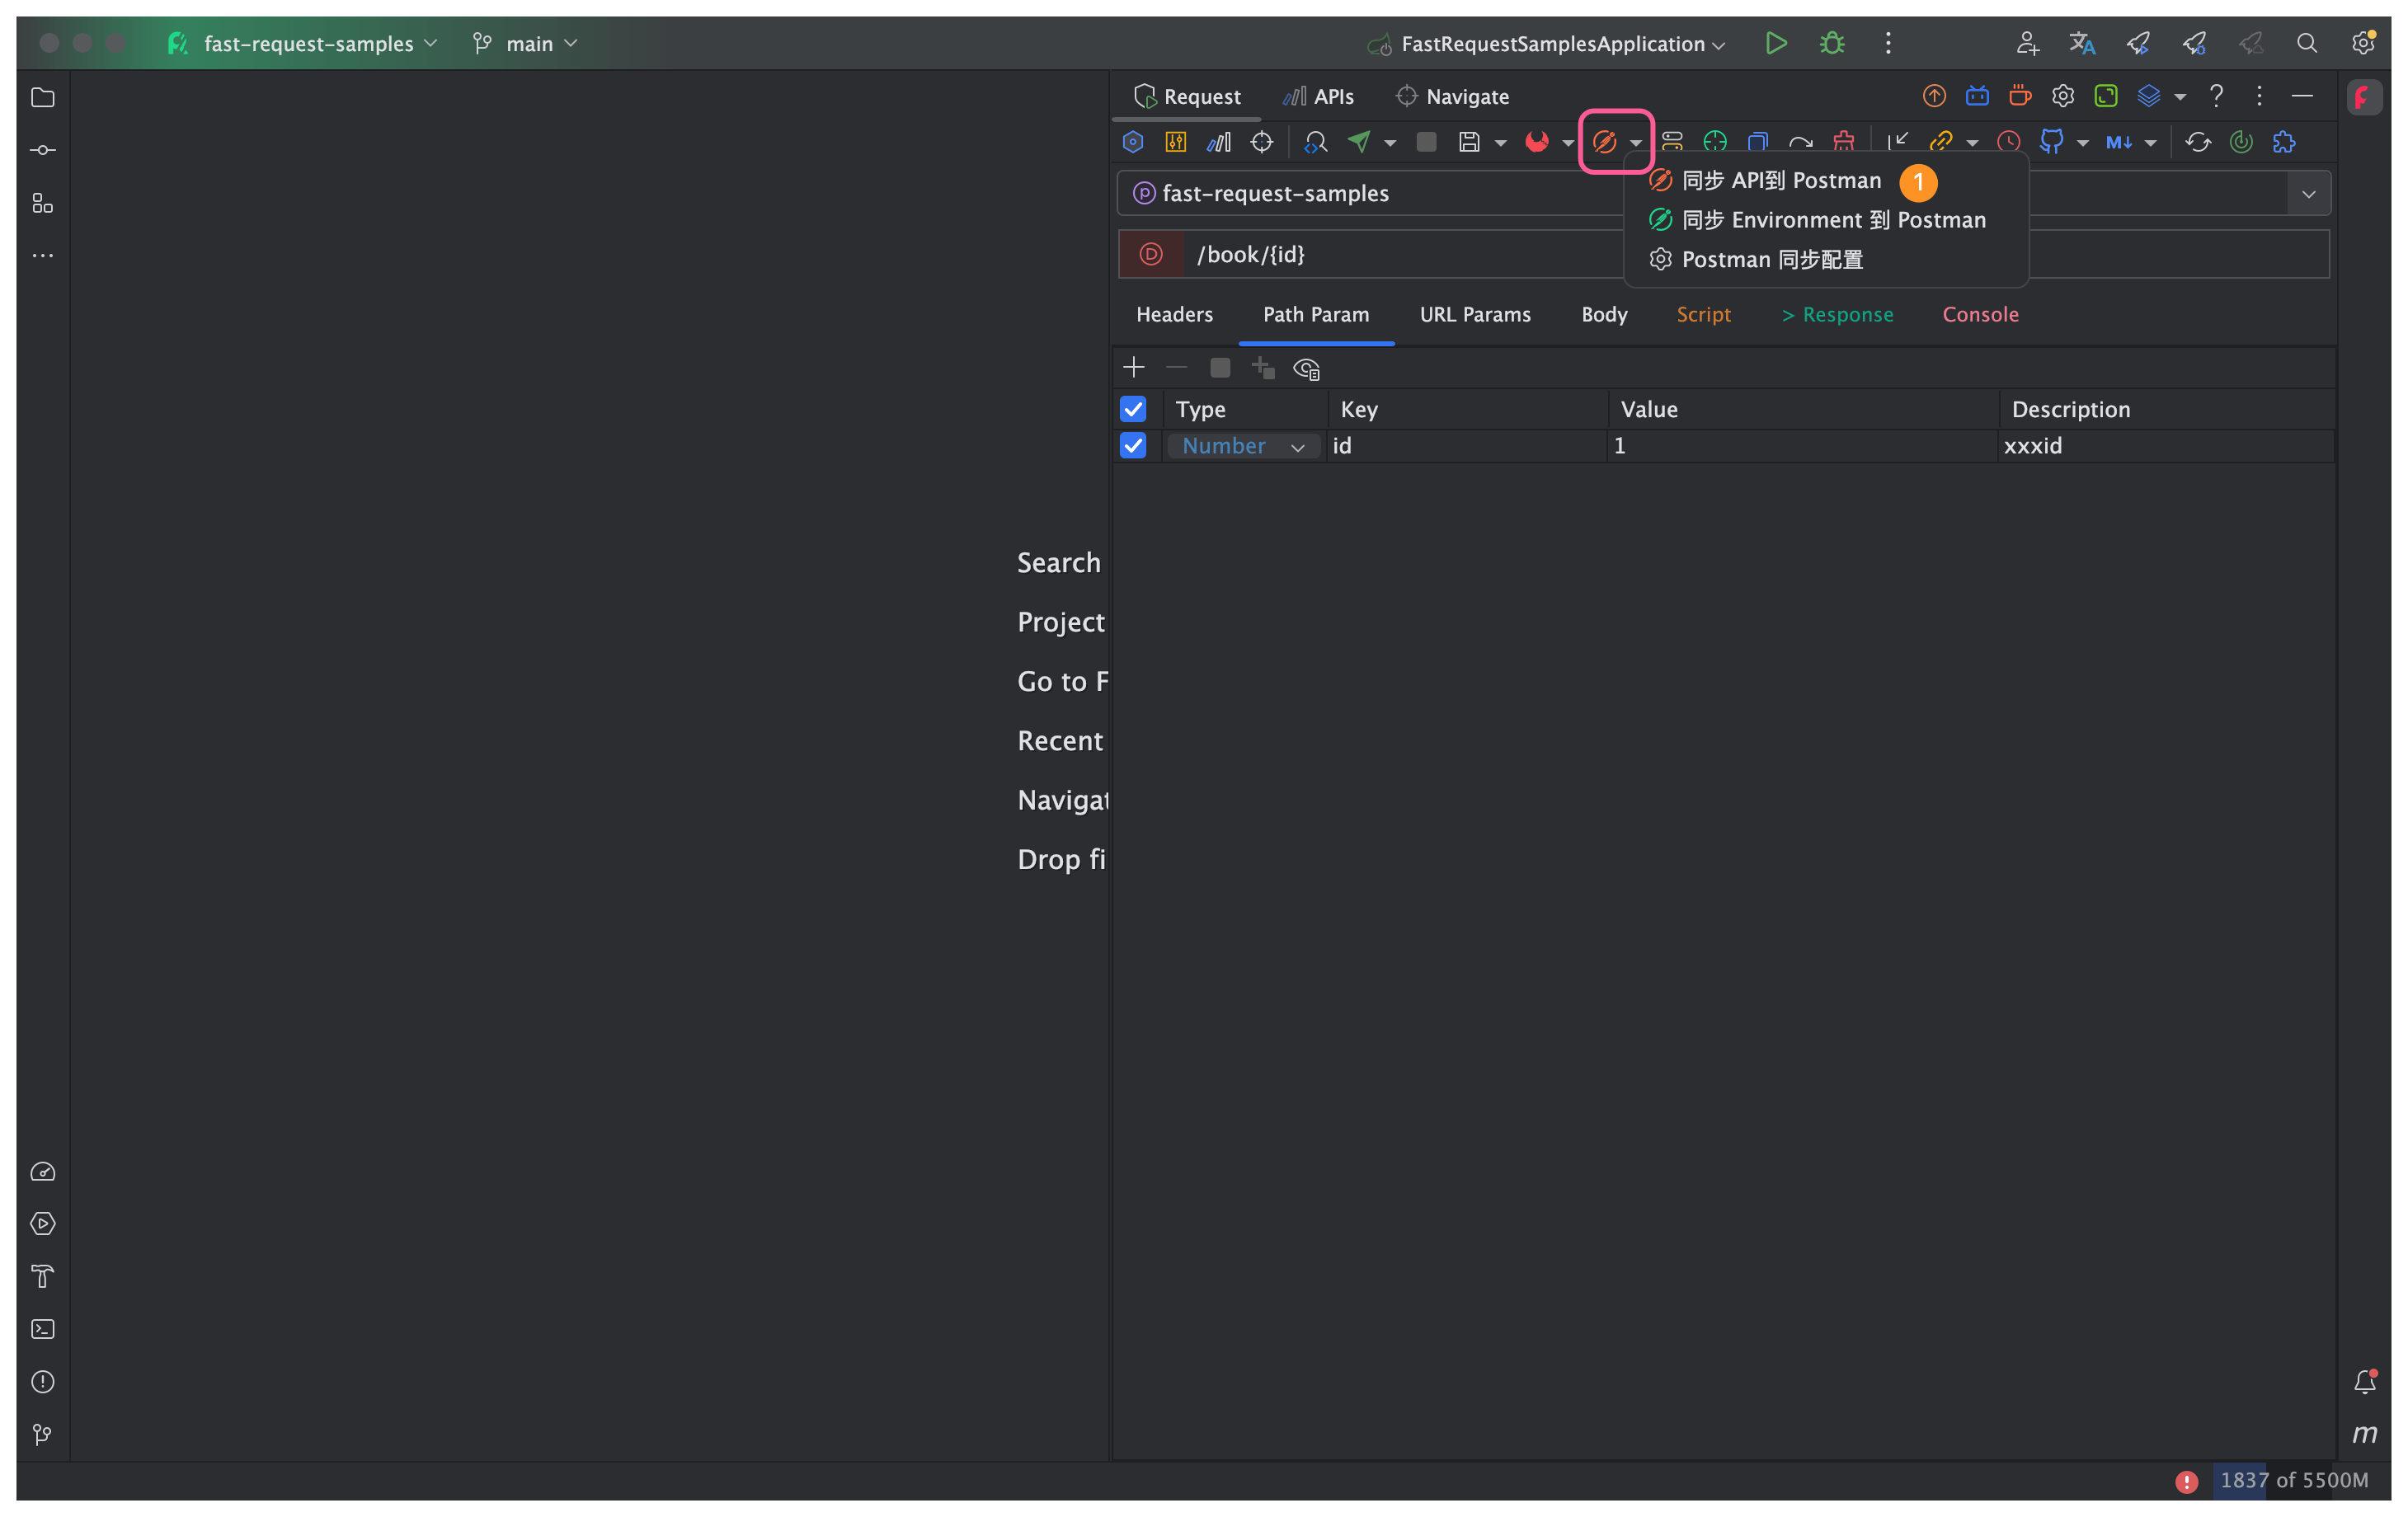 fast-request-samples
main
FastRequestSamplesApplication
Request
APIs
Navigate
M↓
fast-request-samples
同步 API到 Postman
1
同步 Environment 到 Postman
Postman 同步配置
/book/{id}
Headers
Path Param
URL Params
Body
Script
> Response
Console
Type
Key
Value
Description
Number
id
1
xxxid
Search
Project
Go to F
Recent
Navigat
Drop fi
m
1837 of 5500M